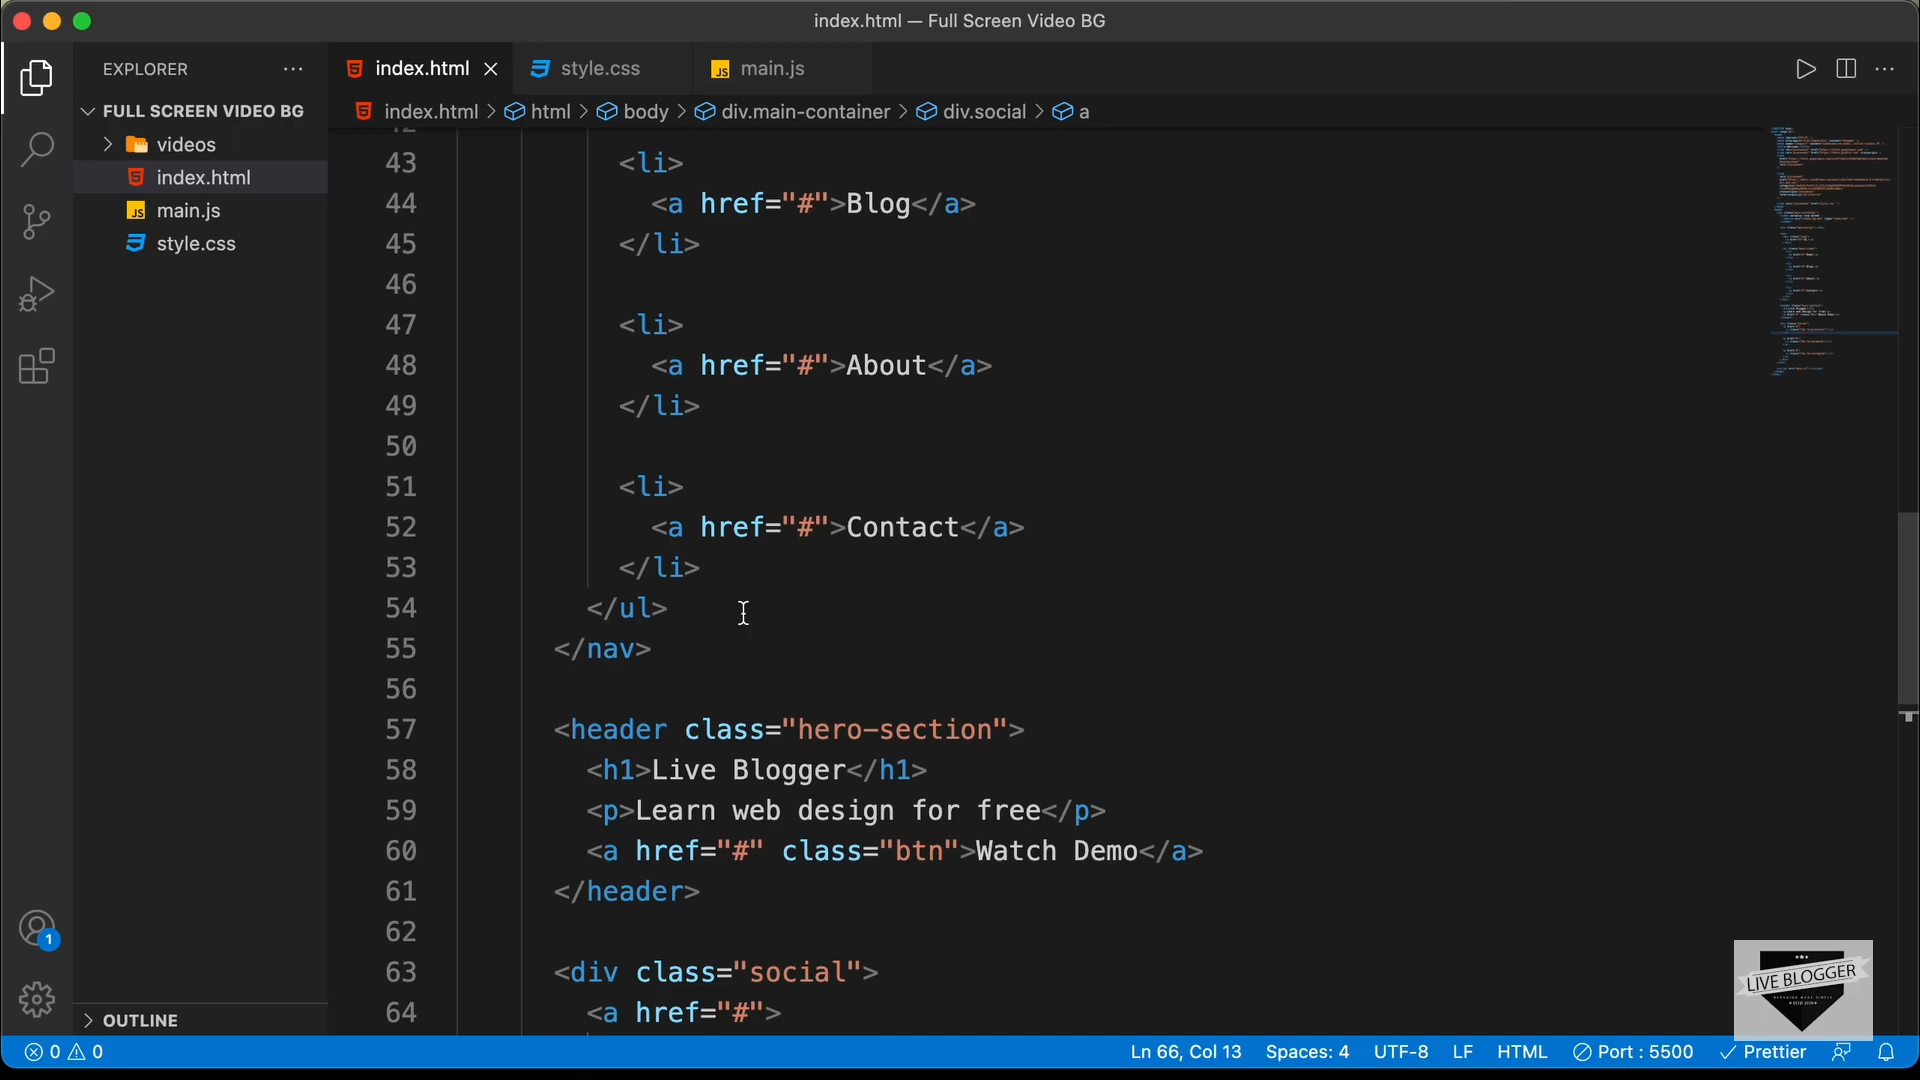 index.html — Full Screen Video BG
EXPLORER
FULL SCREEN VIDEO BG
videos
index.html
main.js
style.css
OUTLINE
index.html style.css main.js
index.html > html > body > div.main-container > div.social > a
43 <li>
44 <a href="#">Blog</a>
45 </li>
46
47 <li>
48 <a href="#">About</a>
49 </li>
50
51 <li>
52 <a href="#">Contact</a>
53 </li>
54 </ul>
55 </nav>
56
57 <header class="hero-section">
58 <h1>Live Blogger</h1>
59 <p>Learn web design for free</p>
60 <a href="#" class="btn">Watch Demo</a>
61 </header>
62
63 <div class="social">
64 <a href="#">
LIVE BLOGGER
1
0 0 Ln 66, Col 13 Spaces: 4 UTF-8 LF HTML Port : 5500 Prettier